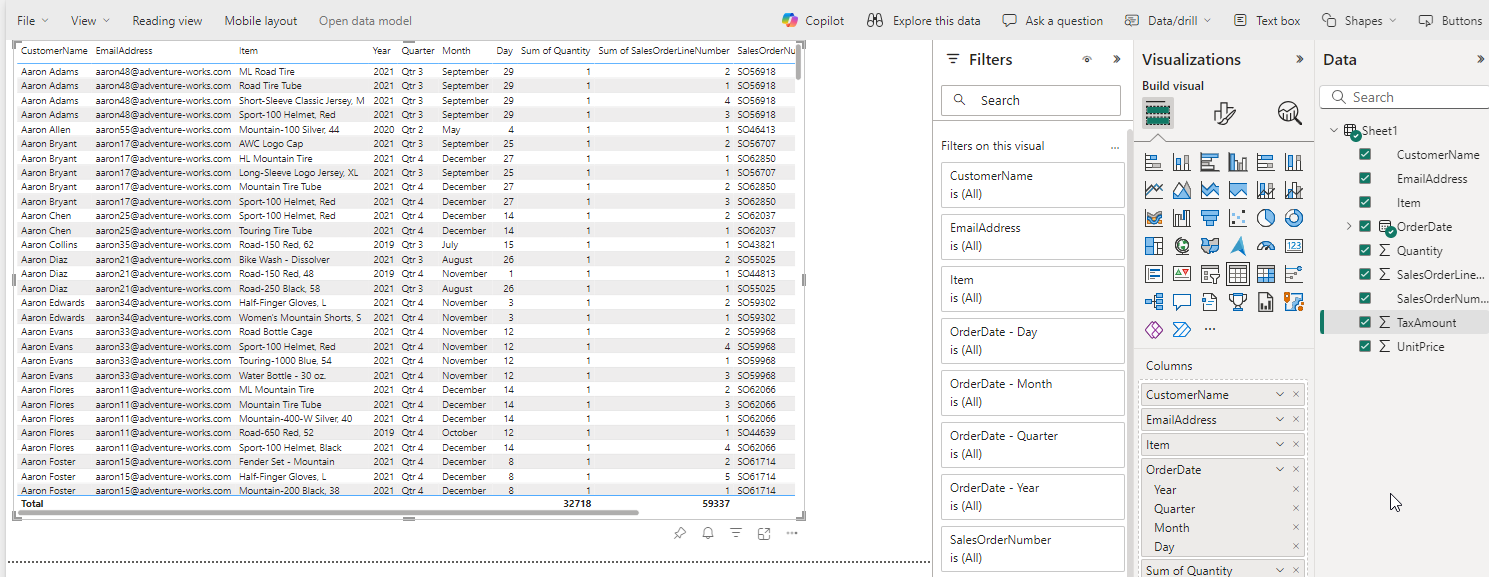 File View Reading view Mobile layout Open data model Copilot Explore this data Ask a question Data/drill Text box Shapes Buttons
CustomerName EmailAddress Item Year Quarter Month Day Sum of Quantity Sum of SalesOrderLineNumber SalesOrderNu
Aaron Adams aaron48@adventure-works.com ML Road Tire 2021 Qtr 3 September 29 1 2 SO56918
Aaron Adams aaron48@adventure-works.com Road Tire Tube 2021 Qtr 3 September 29 1 1 SO56918
Aaron Adams aaron48@adventure-works.com Short-Sleeve Classic Jersey, M 2021 Qtr 3 September 29 1 4 SO56918
Aaron Adams aaron48@adventure-works.com Sport-100 Helmet, Red 2021 Qtr 3 September 29 1 3 SO56918
Aaron Allen aaron55@adventure-works.com Mountain-100 Silver, 44 2020 Qtr 2 May 4 1 1 SO46413
Aaron Bryant aaron17@adventure-works.com AWC Logo Cap 2021 Qtr 3 September 25 1 2 SO56707
Aaron Bryant aaron17@adventure-works.com HL Mountain Tire 2021 Qtr 4 December 27 1 1 SO62850
Aaron Bryant aaron17@adventure-works.com Long-Sleeve Logo Jersey, XL 2021 Qtr 3 September 25 1 1 SO56707
Aaron Bryant aaron17@adventure-works.com Mountain Tire Tube 2021 Qtr 4 December 27 1 2 SO62850
Aaron Bryant aaron17@adventure-works.com Sport-100 Helmet, Red 2021 Qtr 4 December 27 1 3 SO62850
Aaron Chen aaron25@adventure-works.com Sport-100 Helmet, Red 2021 Qtr 4 December 14 1 2 SO62037
Aaron Chen aaron25@adventure-works.com Touring Tire Tube 2021 Qtr 4 December 14 1 1 SO62037
Aaron Collins aaron35@adventure-works.com Road-150 Red, 62 2019 Qtr 3 July 15 1 1 SO43821
Aaron Diaz aaron21@adventure-works.com Bike Wash - Dissolver 2021 Qtr 3 August 26 1 2 SO55025
Aaron Diaz aaron21@adventure-works.com Road-150 Red, 48 2019 Qtr 4 November 1 1 1 SO44813
Aaron Diaz aaron21@adventure-works.com Road-250 Black, 58 2021 Qtr 3 August 26 1 1 SO55025
Aaron Edwards aaron34@adventure-works.com Half-Finger Gloves, L 2021 Qtr 4 November 3 1 2 SO59302
Aaron Edwards aaron34@adventure-works.com Women's Mountain Shorts, S 2021 Qtr 4 November 3 1 1 SO59302
Aaron Evans aaron33@adventure-works.com Road Bottle Cage 2021 Qtr 4 November 12 1 2 SO59968
Aaron Evans aaron33@adventure-works.com Sport-100 Helmet, Red 2021 Qtr 4 November 12 1 4 SO59968
Aaron Evans aaron33@adventure-works.com Touring-1000 Blue, 54 2021 Qtr 4 November 12 1 1 SO59968
Aaron Evans aaron33@adventure-works.com Water Bottle - 30 oz. 2021 Qtr 4 November 12 1 3 SO59968
Aaron Flores aaron11@adventure-works.com ML Mountain Tire 2021 Qtr 4 December 14 1 2 SO62066
Aaron Flores aaron11@adventure-works.com Mountain Tire Tube 2021 Qtr 4 December 14 1 3 SO62066
Aaron Flores aaron11@adventure-works.com Mountain-400-W Silver, 40 2021 Qtr 4 December 14 1 1 SO62066
Aaron Flores aaron11@adventure-works.com Road-650 Red, 52 2019 Qtr 4 October 12 1 1 SO44639
Aaron Flores aaron11@adventure-works.com Sport-100 Helmet, Black 2021 Qtr 4 December 14 1 4 SO62066
Aaron Foster aaron15@adventure-works.com Fender Set - Mountain 2021 Qtr 4 December 8 1 2 SO61714
Aaron Foster aaron15@adventure-works.com Half-Finger Gloves, L 2021 Qtr 4 December 8 1 5 SO61714
Aaron Foster aaron15@adventure-works.com Mountain-200 Black, 38 2021 Qtr 4 December 8 1 1 SO61714
Total 32718 59337
Filters
Search
Filters on this visual
CustomerName
is (All)
EmailAddress
is (All)
Item
is (All)
OrderDate - Day
is (All)
OrderDate - Month
is (All)
OrderDate - Quarter
is (All)
OrderDate - Year
is (All)
SalesOrderNumber
is (All)
Visualizations
Build visual
123
Columns
CustomerName
EmailAddress
Item
OrderDate
Year
Quarter
Month
Day
Sum of Quantity
Data
Search
Sheet1
CustomerName
EmailAddress
Item
OrderDate
Quantity
SalesOrderLine...
SalesOrderNum...
TaxAmount
UnitPrice